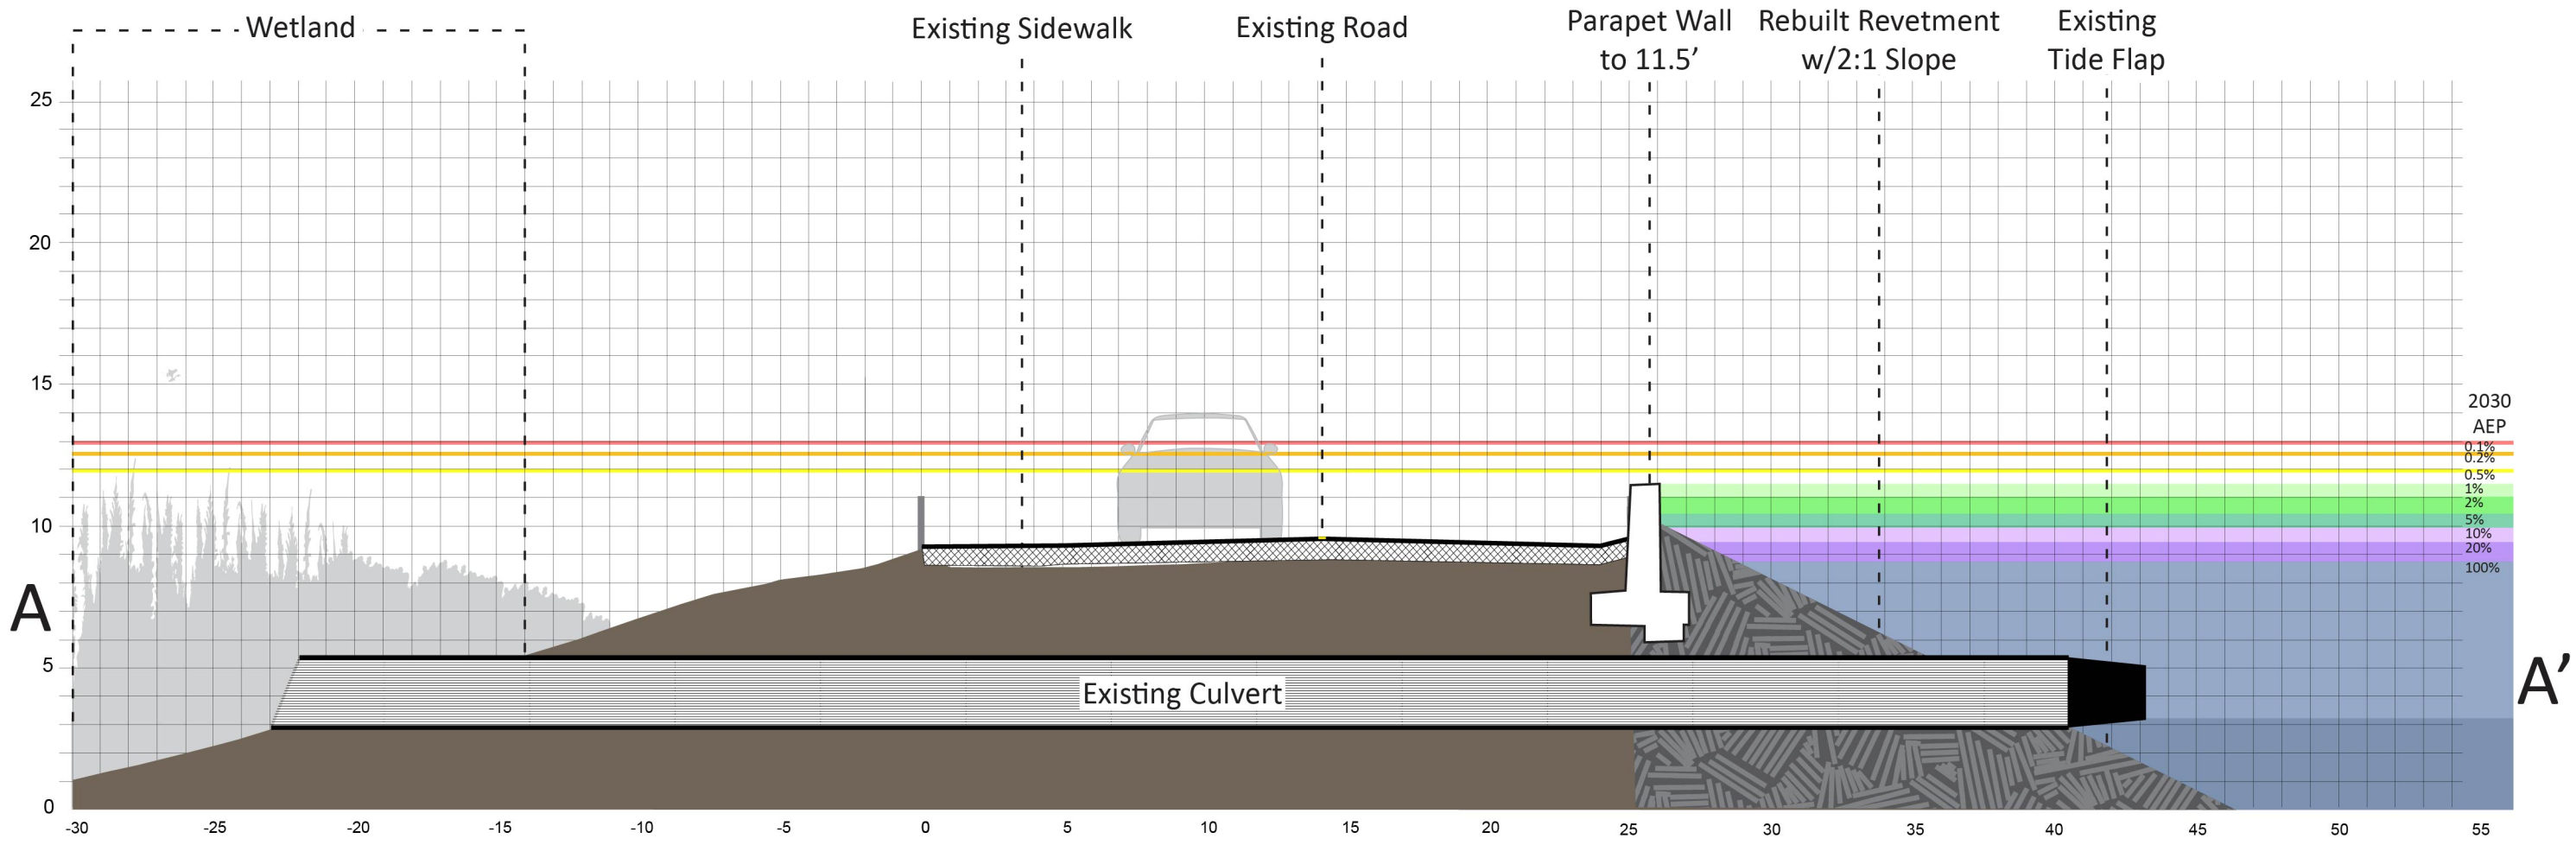 Wetland
Existing Sidewalk
Existing Road
Parapet Wall
to 11.5’
Rebuilt Revetment
w/2:1 Slope
Existing
Tide Flap
25
20
15
10
5
0
2030
AEP
0.1%
0.2%
0.5%
1%
2%
5%
10%
20%
100%
A
A’
Existing Culvert
-30 -25 -20 -15 -10 -5 0 5 10 15 20 25 30 35 40 45 50 55